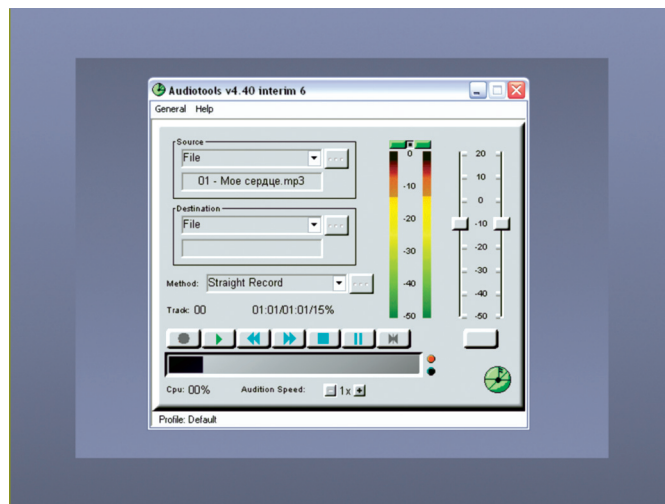 Audiotools v4.40 interim 6
General Help
Source
File
01 - Мое сердце.mp3
Destination
File
Method: Straight Record
Track: 00 01:01/01:01/15%
Cpu: 00% Audition Speed: 1x
Profile: Default
0
-10
-20
-30
-40
-50
20
10
0
-10
-20
-30
-40
-50